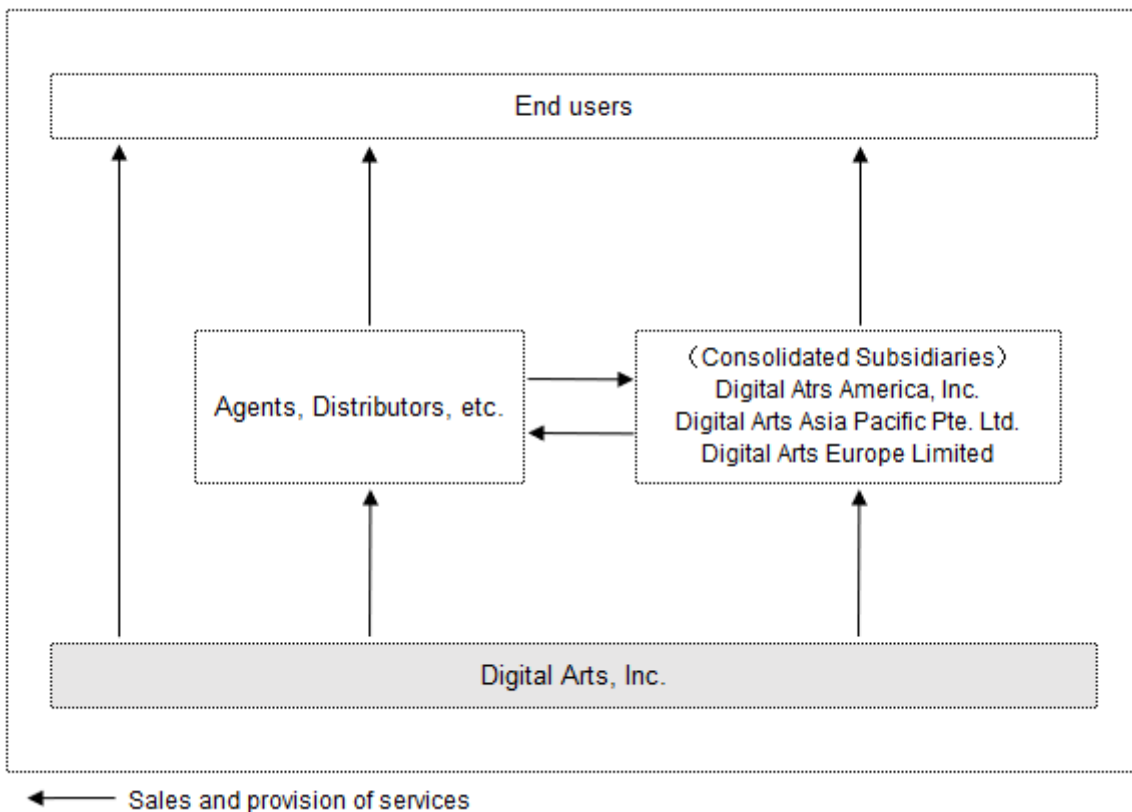 End users
Agents, Distributors, etc.
（Consolidated Subsidiaries）
Digital Atrs America, Inc.
Digital Arts Asia Pacific Pte. Ltd.
Digital Arts Europe Limited
Digital Arts, Inc.
Sales and provision of services